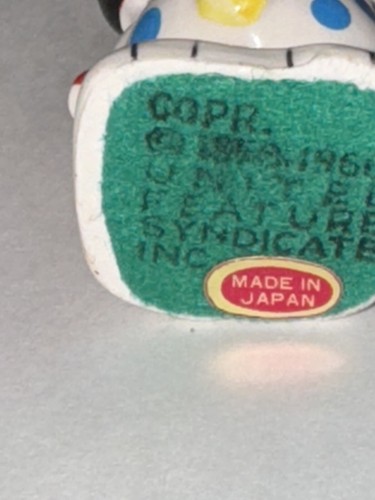 COPR.
©
UNITED
FEATURE
SYNDICATE
INC
MADE IN
JAPAN